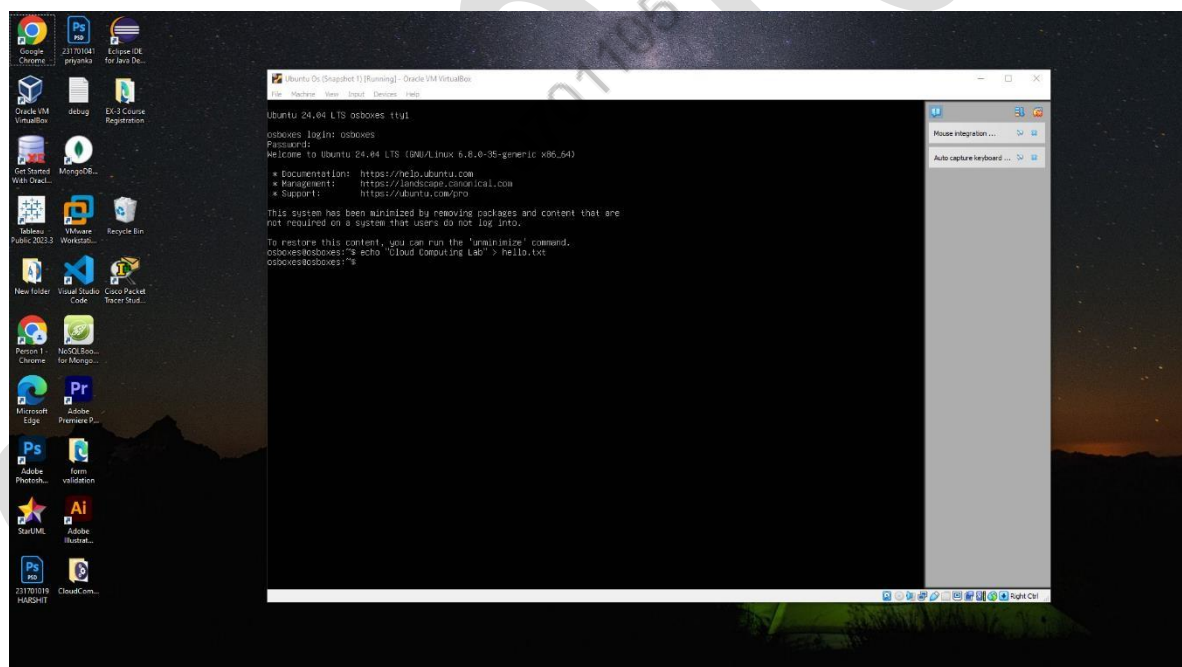 Google
Chrome
231701041
priyanka
Eclipse IDE
for Java De...
Oracle VM
VirtualBox
debug
EX-3 Course
Registration
Get Started
With Oracl...
MongoDB...
Tableau
Public 2023.3
VMware
Workstati...
Recycle Bin
New folder
Visual Studio
Code
Cisco Packet
Tracer Stud...
Person 1 -
Chrome
NoSQLBoo...
for Mongo...
Microsoft
Edge
Adobe
Premiere P...
Adobe
Photosh...
form
validation
StarUML
Adobe
Illustrat...
231701019
HARSHIT
CloudCom...
Ubuntu Os (Snapshot 1) [Running] - Oracle VM VirtualBox
File Machine View Input Devices Help
Ubuntu 24.04 LTS osboxes tty1
osboxes login: osboxes
Password:
Welcome to Ubuntu 24.04 LTS (GNU/Linux 6.8.0-35-generic x86_64)
* Documentation: https://help.ubuntu.com
* Management: https://landscape.canonical.com
* Support: https://ubuntu.com/pro
This system has been minimized by removing packages and content that are
not required on a system that users do not log into.
To restore this content, you can run the 'unminimize' command.
osboxes@osboxes:~$ echo "Cloud Computing Lab" > hello.txt
osboxes@osboxes:~$
Mouse integration ...
Auto capture keyboard ...
Right Ctrl